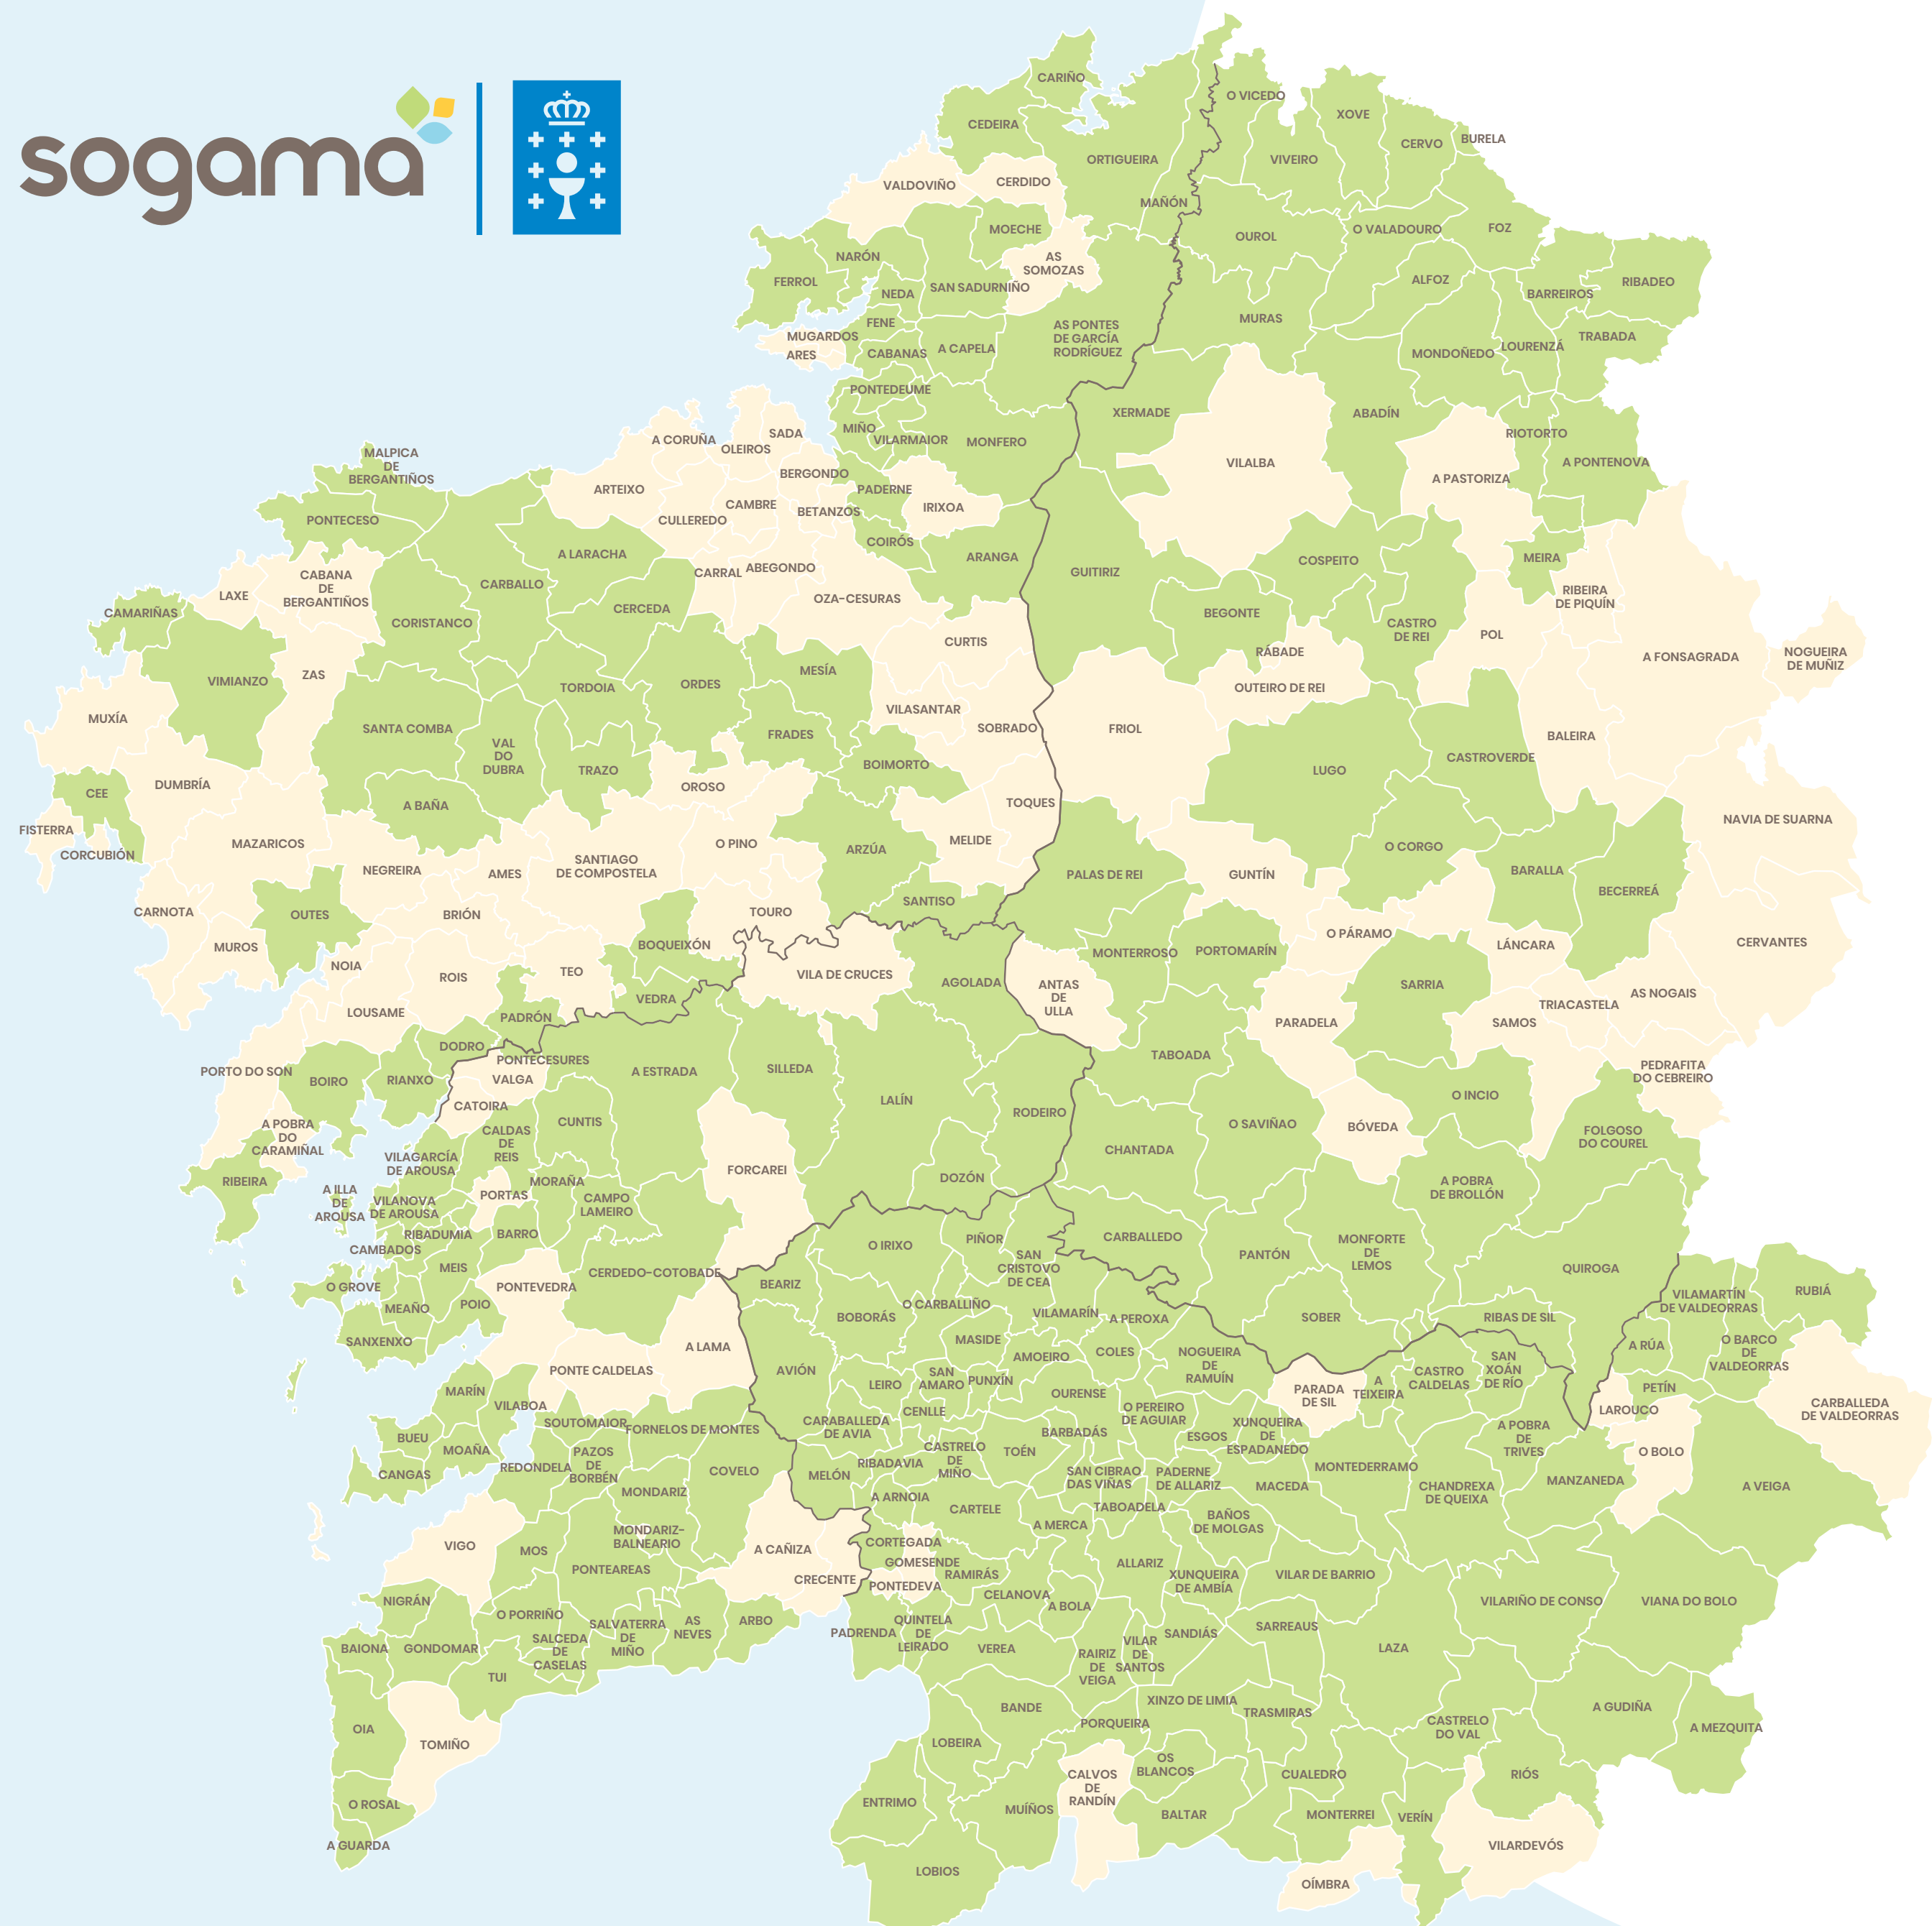 sogama
CARIÑO
O VICEDO
XOVE
CEDEIRA
BURELA
CERVO
ORTIGUEIRA
VIVEIRO
CERDIDO
VALDOVIÑO
MAÑÓN
MOECHE
FOZ
O VALADOURO
OUROL
NARÓN
AS
SOMOZAS
FERROL
ALFOZ
RIBADEO
SAN SADURNIÑO
NEDA
BARREIROS
MURAS
FENE
AS PONTES
DE GARCÍA
RODRÍGUEZ
MUGARDOS
TRABADA
LOURENZÁ
A CAPELA
CABANAS
ARES
MONDOÑEDO
PONTEDEUME
XERMADE
ABADÍN
MIÑO
SADA
RIOTORTO
A CORUÑA
VILARMAIOR
MONFERO
OLEIROS
MALPICA
DE
BERGANTIÑOS
VILALBA
A PONTENOVA
BERGONDO
A PASTORIZA
ARTEIXO
PADERNE
CAMBRE
IRIXOA
BETANZOS
PONTECESO
CULLEREDO
COIRÓS
A LARACHA
ARANGA
MEIRA
COSPEITO
ABEGONDO
GUITIRIZ
CARRAL
CABANA
DE
BERGANTIÑOS
CARBALLO
RIBEIRA
DE PIQUÍN
LAXE
OZA-CESURAS
CERCEDA
CAMARIÑAS
BEGONTE
CORISTANCO
CASTRO
DE REI
POL
CURTIS
RÁBADE
NOGUEIRA
DE MUÑIZ
A FONSAGRADA
MESÍA
ZAS
VIMIANZO
ORDES
TORDOIA
OUTEIRO DE REI
VILASANTAR
MUXÍA
SOBRADO
FRIOL
SANTA COMBA
FRADES
BALEIRA
VAL
DO
DUBRA
CASTROVERDE
BOIMORTO
TRAZO
LUGO
DUMBRÍA
OROSO
CEE
TOQUES
A BAÑA
NAVIA DE SUARNA
FISTERRA
MELIDE
MAZARICOS
O PINO
O CORGO
ARZÚA
CORCUBIÓN
SANTIAGO
DE COMPOSTELA
NEGREIRA
BARALLA
AMES
PALAS DE REI
GUNTÍN
BECERREÁ
SANTISO
CARNOTA
TOURO
OUTES
BRIÓN
O PÁRAMO
CERVANTES
BOQUEIXÓN
LÁNCARA
MUROS
PORTOMARÍN
MONTERROSO
NOIA
TEO
VILA DE CRUCES
ROIS
AGOLADA
ANTAS
DE
ULLA
SARRIA
AS NOGAIS
VEDRA
TRIACASTELA
LOUSAME
PADRÓN
PARADELA
SAMOS
DODRO
TABOADA
PONTECESURES
PEDRAFITA
DO CEBREIRO
SILLEDA
A ESTRADA
PORTO DO SON
VALGA
RIANXO
BOIRO
O INCIO
LALÍN
CATOIRA
RODEIRO
CUNTIS
A POBRA
DO
CARAMIÑAL
O SAVIÑAO
BÓVEDA
CALDAS
DE
REIS
FOLGOSO
DO COUREL
CHANTADA
VILAGARCÍA
DE AROUSA
FORCAREI
DOZÓN
RIBEIRA
MORAÑA
A POBRA
DE BROLLÓN
A ILLA
DE
AROUSA
PORTAS
CAMPO
LAMEIRO
VILANOVA
DE AROUSA
RIBADUMIA
BARRO
PIÑOR
CARBALLEDO
O IRIXO
CAMBADOS
MONFORTE
DE
LEMOS
PANTÓN
SAN
CRISTOVO
DE CEA
MEIS
QUIROGA
CERDEDO-COTOBADE
BEARIZ
O GROVE
PONTEVEDRA
RUBIÁ
VILAMARTÍN
DE VALDEORRAS
POIO
O CARBALLIÑO
MEAÑO
VILAMARÍN
BOBORÁS
A PEROXA
SOBER
RIBAS DE SIL
SANXENXO
MASIDE
A LAMA
A RÚA
O BARCO
DE
VALDEORRAS
COLES
AMOEIRO
NOGUEIRA
DE
RAMUÍN
SAN
XOÁN
DE RÍO
PONTE CALDELAS
AVIÓN
SAN
AMARO
PUNXÍN
CASTRO
CALDELAS
A
TEIXEIRA
LEIRO
PETÍN
MARÍN
OURENSE
PARADA
DE SIL
CARBALLEDA
DE VALDEORRAS
VILABOA
CENLLE
O PEREIRO
DE AGUIAR
LAROUCO
SOUTOMAIOR
FORNELOS DE MONTES
CARABALLEDA
DE AVIA
XUNQUEIRA
DE
ESPADANEDO
A POBRA
DE
TRIVES
BARBADÁS
BUEU
ESGOS
MOAÑA
TOÉN
CASTRELO
DE
MIÑO
O BOLO
PAZOS
DE
BORBÉN
RIBADAVIA
REDONDELA
CANGAS
COVELO
MELÓN
MONTEDERRAMO
SAN CIBRAO
DAS VIÑAS
PADERNE
DE ALLARIZ
MANZANEDA
MACEDA
A VEIGA
CHANDREXA
DE QUEIXA
MONDARIZ
A ARNOIA
CARTELE
TABOADELA
BAÑOS
DE MOLGAS
A MERCA
MONDARIZ-
BALNEARIO
VIGO
CORTEGADA
MOS
A CAÑIZA
GOMESENDE
ALLARIZ
PONTEAREAS
RAMIRÁS
XUNQUEIRA
DE AMBÍA
VILAR DE BARRIO
CRECENTE
PONTEDEVA
CELANOVA
NIGRÁN
A BOLA
VILARIÑO DE CONSO
VIANA DO BOLO
O PORRIÑO
SALVATERRA
DE
MIÑO
AS
NEVES
ARBO
QUINTELA
DE
LEIRADO
PADRENDA
SARREAUS
SANDIÁS
SALCEDA
DE
CASELAS
VILAR
DE
SANTOS
BAIONA
GONDOMAR
VEREA
LAZA
RAIRIZ
DE
VEIGA
TUI
XINZO DE LIMIA
BANDE
A GUDIÑA
TRASMIRAS
PORQUEIRA
CASTRELO
DO VAL
OIA
A MEZQUITA
LOBEIRA
TOMIÑO
OS
BLANCOS
CALVOS
DE
RANDÍN
CUALEDRO
RIÓS
ENTRIMO
O ROSAL
MUÍÑOS
BALTAR
MONTERREI
VERÍN
A GUARDA
VILARDEVÓS
LOBIOS
OÍMBRA